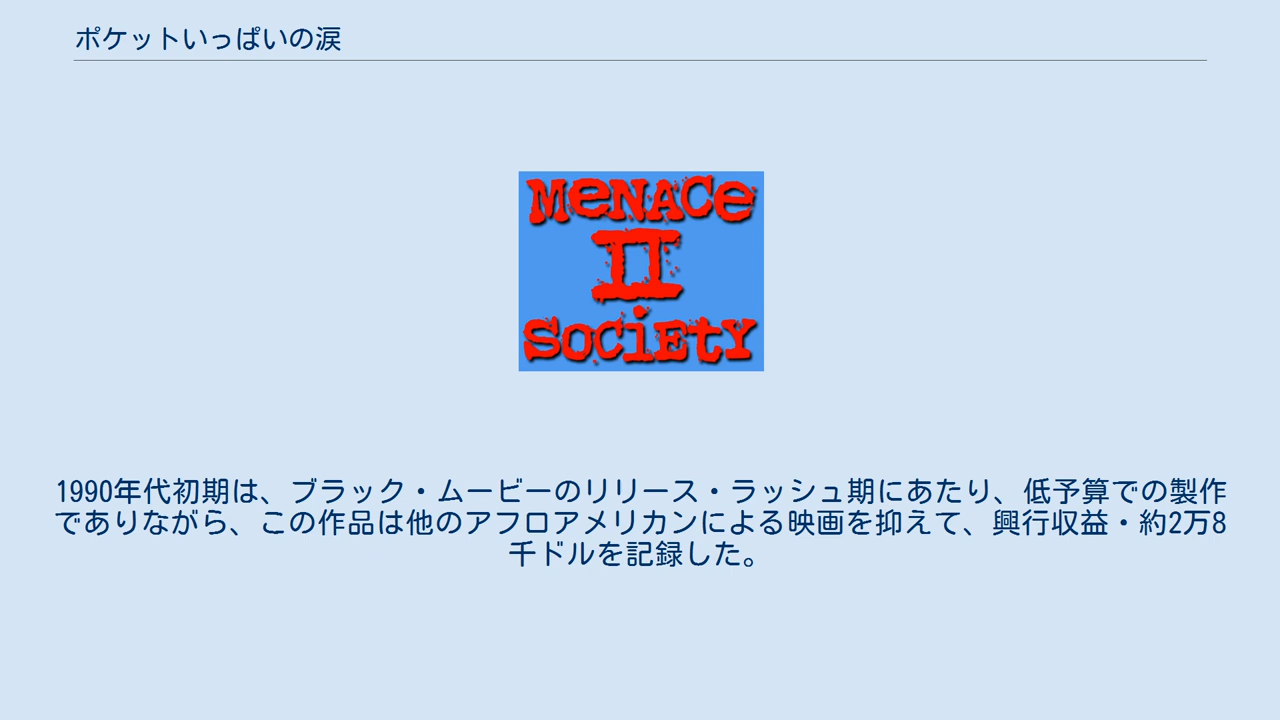 ポケットいっぱいの涙
MENACE
II
SOCiETY
1990年代初期は、ブラック・ムービーのリリース・ラッシュ期にあたり、低予算での製作
でありながら、この作品は他のアフロアメリカンによる映画を抑えて、興行収益・約2万8
千ドルを記録した。